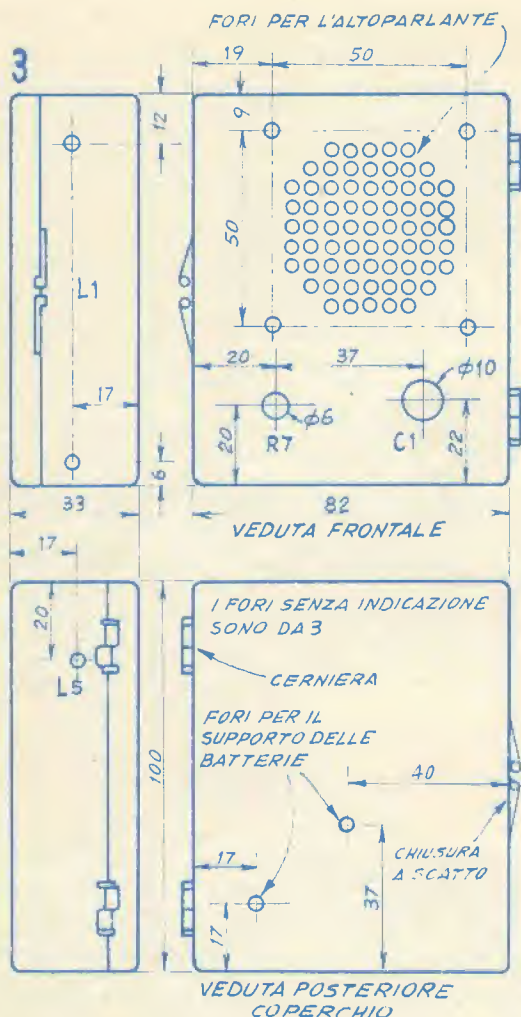 FORI PER L'ALTOPARLANTE
3
19
50
12
9
50
L1
17
20
37
φ10
φ6
R7
C1
20
22
6
33
82
VEDUTA FRONTALE
17
20
L5
100
I FORI SENZA INDICAZIONE
SONO DA 3
CERNIERA
FORI PER IL
SUPPORTO DELLE
BATTERIE
40
17
37
CHIUSURA
A SCATTO
17
VEDUTA POSTERIORE
COPERCHIO